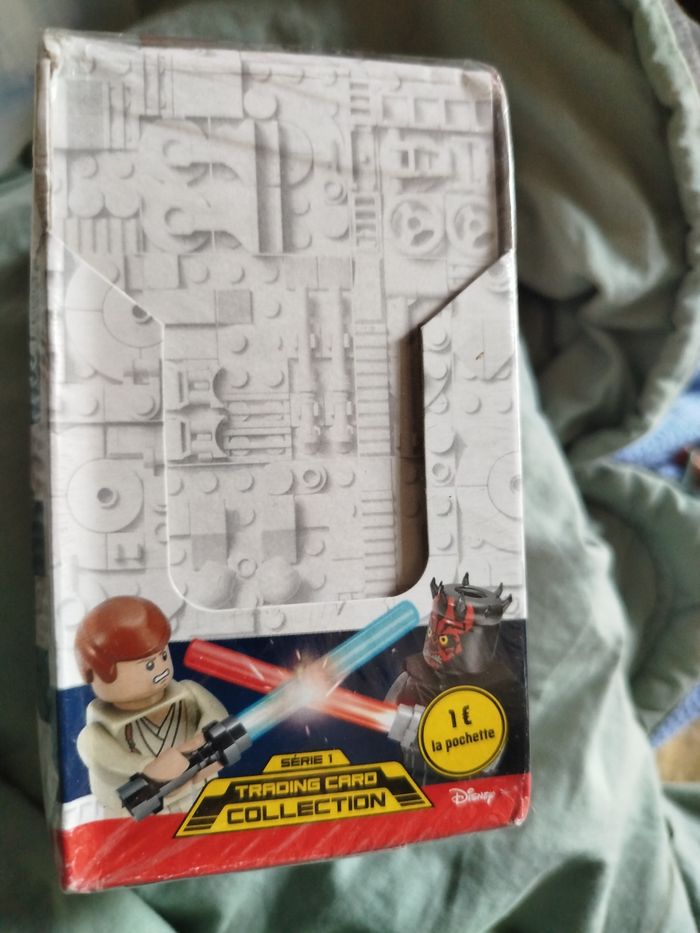 1 €
la pochette
SÉRIE 1
TRADING CARD
COLLECTION
Disney